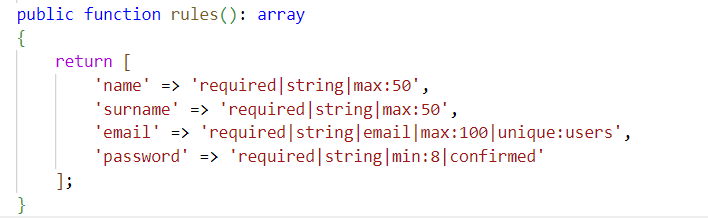 public function rules(): array
{
    return [
        'name' => 'required|string|max:50',
        'surname' => 'required|string|max:50',
        'email' => 'required|string|email|max:100|unique:users',
        'password' => 'required|string|min:8|confirmed'
    ];
}